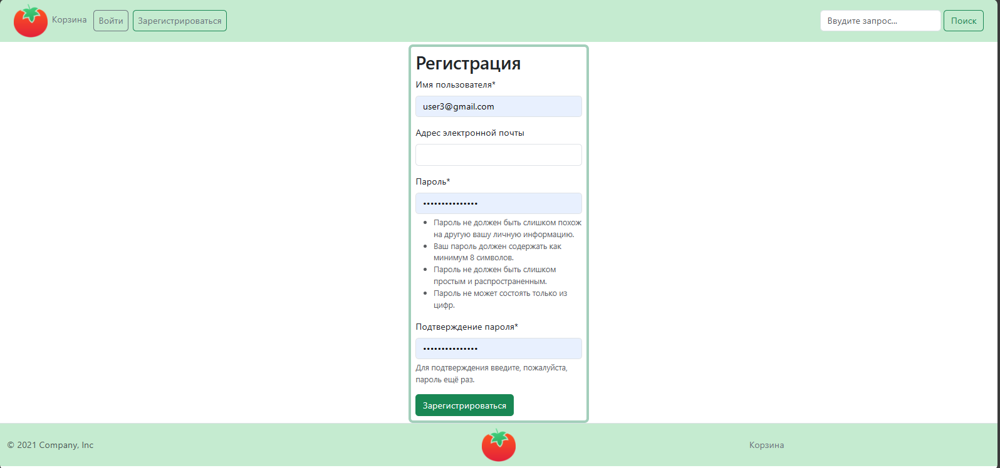 Корзина Войти Зарегистрироваться Ввудите запрос... Поиск
Регистрация
Имя пользователя*
user3@gmail.com
Адрес электронной почты
Пароль*
•••••••••••••••
Пароль не должен быть слишком похож
на другую вашу личную информацию.
Ваш пароль должен содержать как
минимум 8 символов.
Пароль не должен быть слишком
простым и распространенным.
Пароль не может состоять только из
цифр.
Подтверждение пароля*
•••••••••••••••
Для подтверждения введите, пожалуйста,
пароль ещё раз.
Зарегистрироваться
© 2021 Company, Inc Корзина